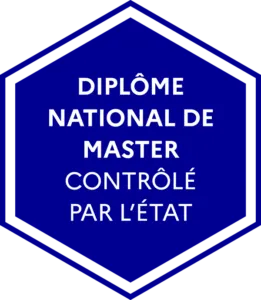 DIPLÔME
NATIONAL DE
MASTER
CONTRÔLÉ
PAR L'ÉTAT